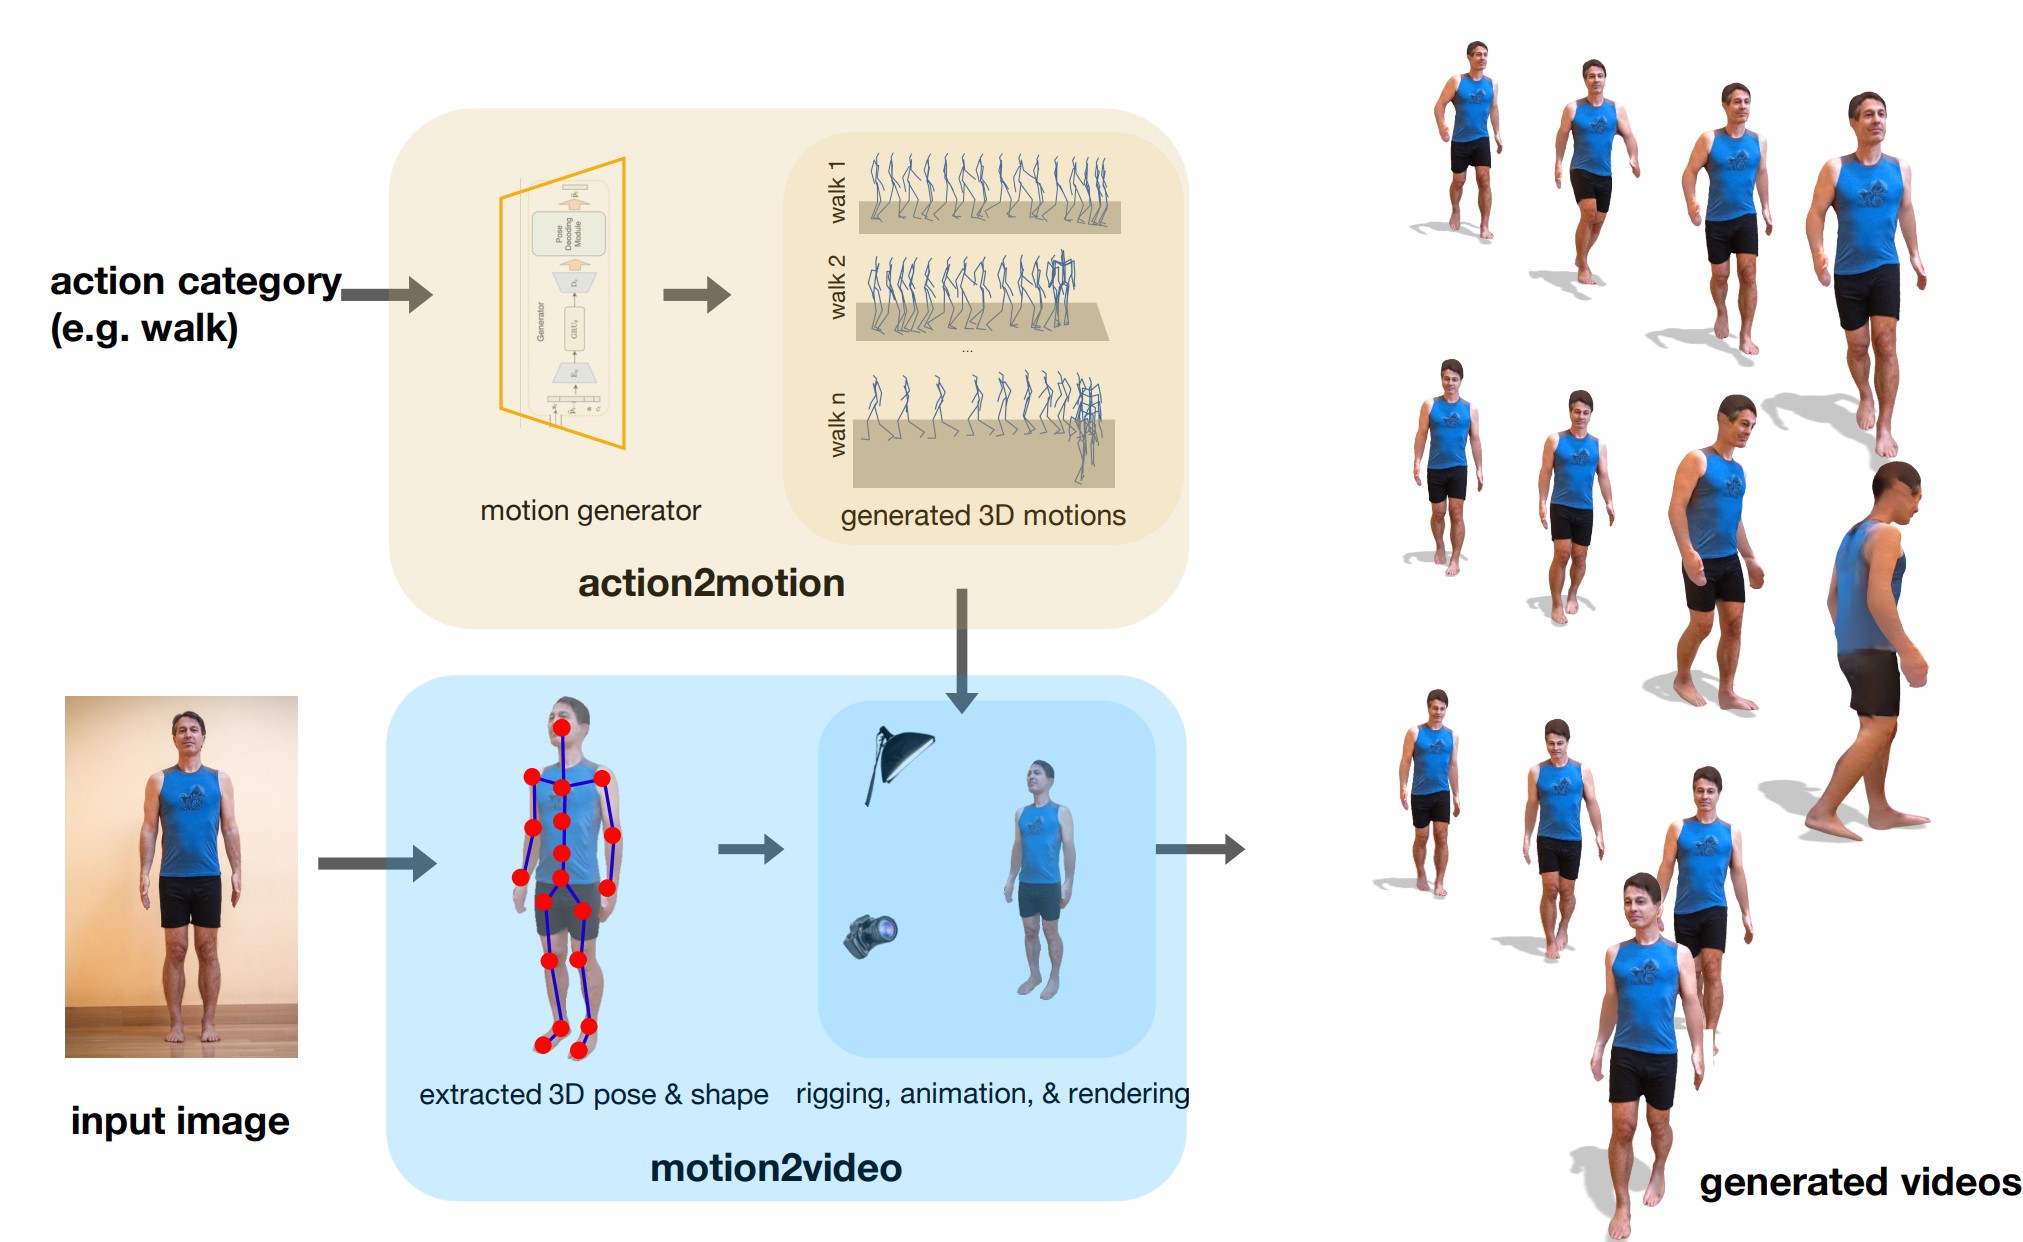 action category
(e.g. walk)
Pose
Decoding
Module
Generator
motion generator
walk 1
walk 2
...
walk n
generated 3D motions
action2motion
input image
extracted 3D pose & shape
rigging, animation, & rendering
motion2video
generated videos